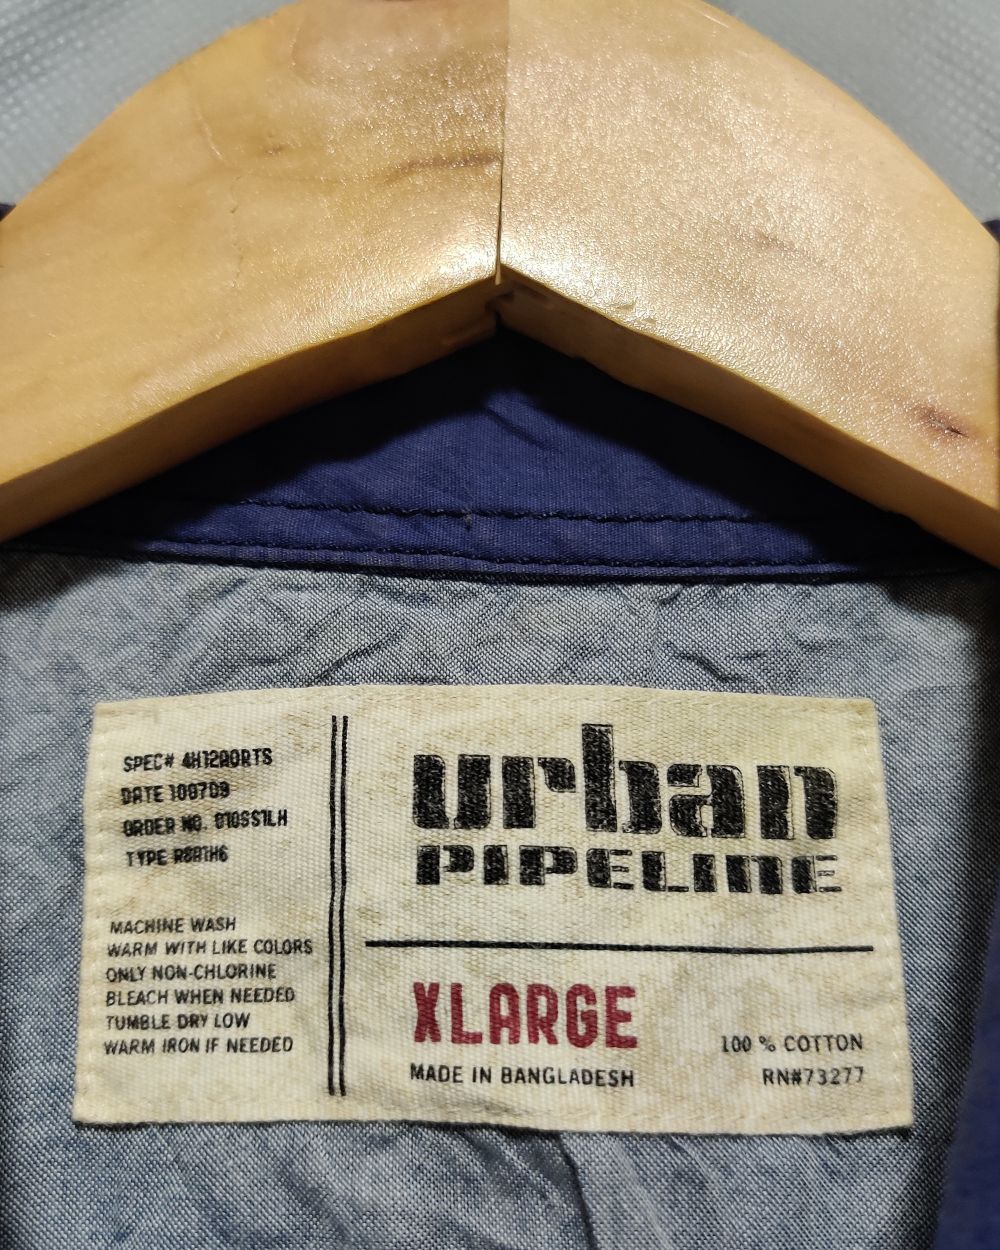 SPEC# 4H12AORTS
DATE 100709
ORDER NO. 010SS1LH
TYPE R8B1H6
MACHINE WASH
WARM WITH LIKE COLORS
ONLY NON-CHLORINE
BLEACH WHEN NEEDED
TUMBLE DRY LOW
WARM IRON IF NEEDED
urban
PIPELINE
XLARGE
MADE IN BANGLADESH
100 % COTTON
RN#73277